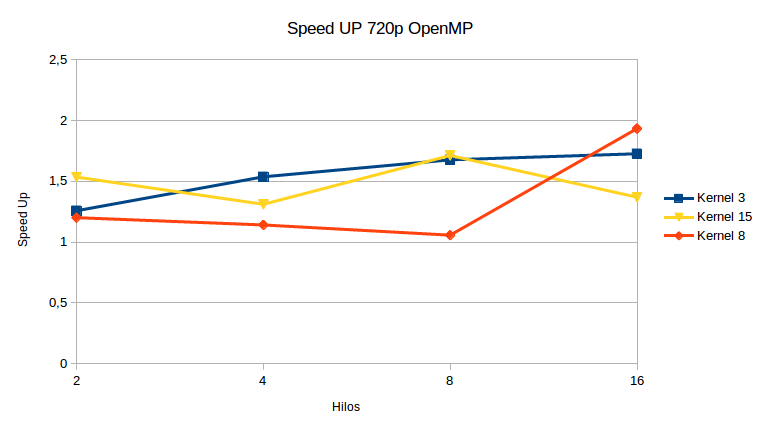 Speed UP 720p OpenMP
2,5
2
1,5
1
0,5
0
Speed Up
2 4 8 16
Hilos
Kernel 3
Kernel 15
Kernel 8